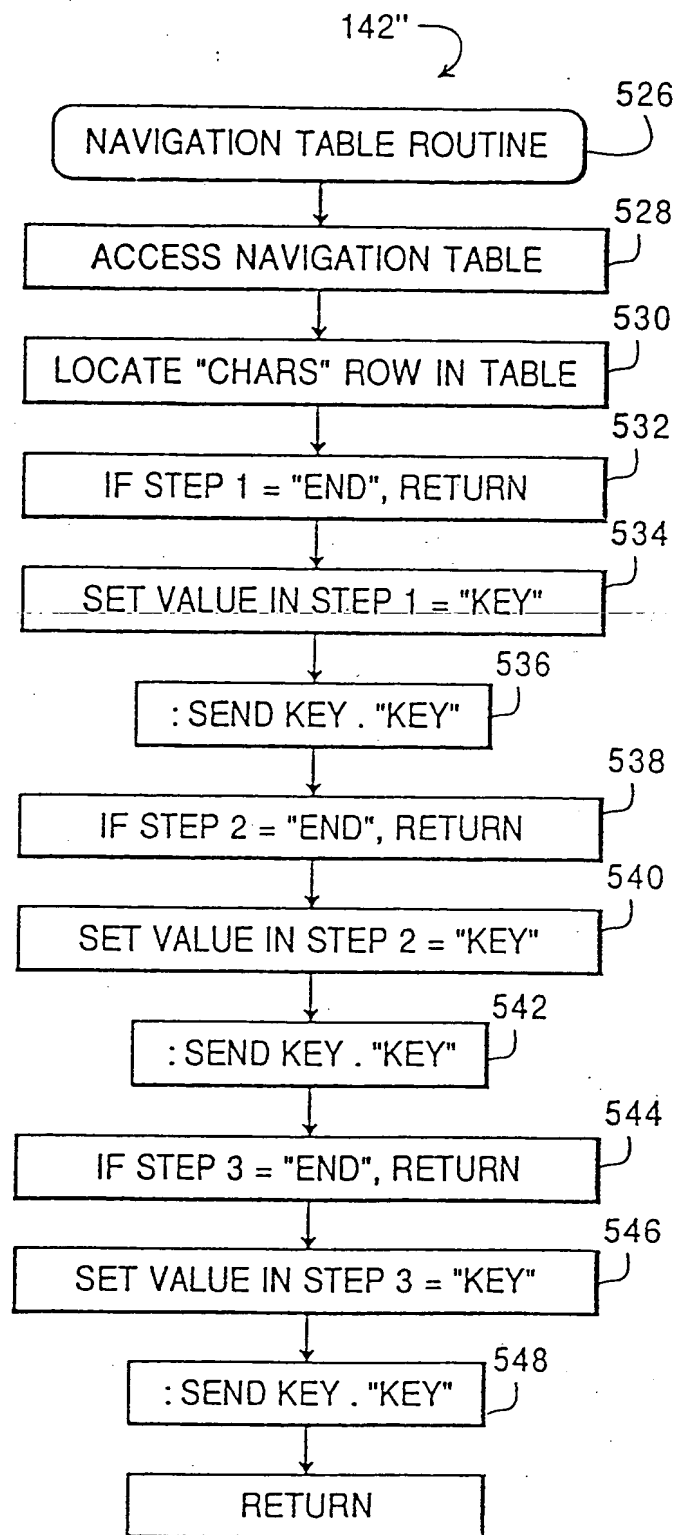 142"
526
NAVIGATION TABLE ROUTINE
528
ACCESS NAVIGATION TABLE
530
LOCATE "CHARS" ROW IN TABLE
532
IF STEP 1 = "END", RETURN
534
SET VALUE IN STEP 1 = "KEY"
536
: SEND KEY . "KEY"
538
IF STEP 2 = "END", RETURN
540
SET VALUE IN STEP 2 = "KEY"
542
: SEND KEY . "KEY"
544
IF STEP 3 = "END", RETURN
546
SET VALUE IN STEP 3 = "KEY"
548
: SEND KEY . "KEY"
RETURN